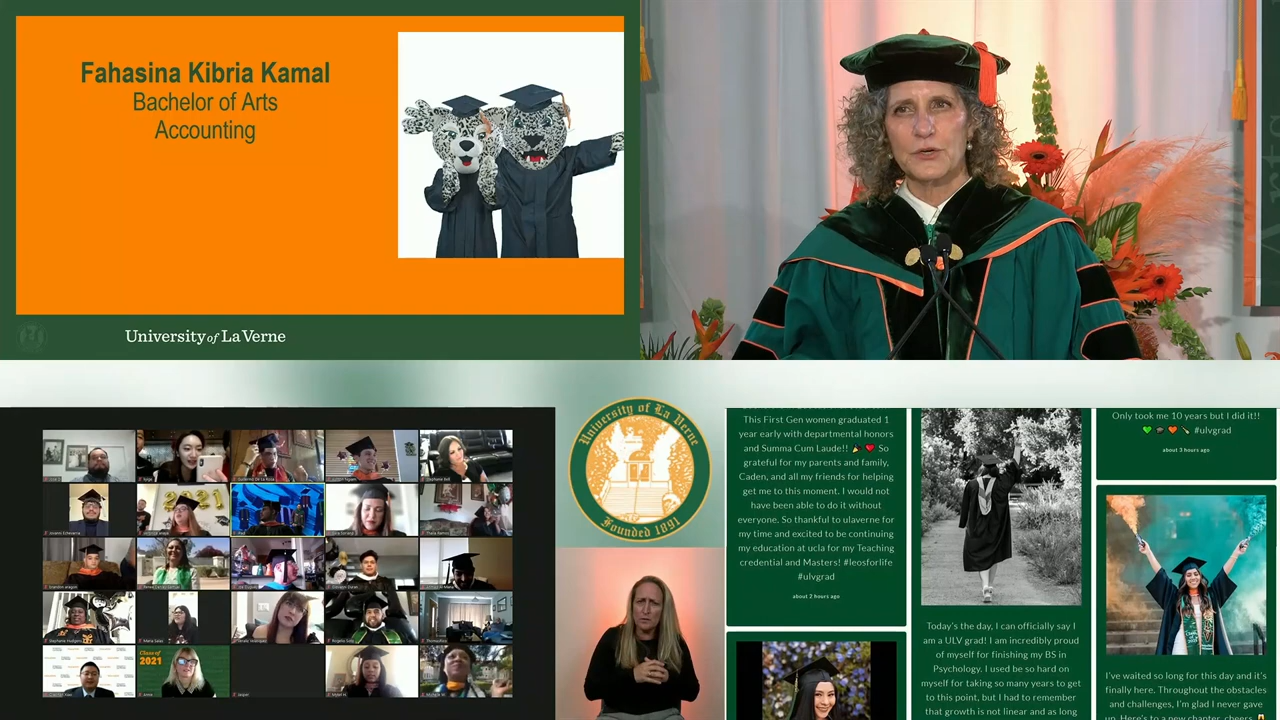 Fahasina Kibria Kamal
Bachelor of Arts
Accounting
University of La Verne
University of La Verne
Founded 1891
2021
Class of
2021
This First Gen women graduated 1
year early with departmental honors
and Summa Cum Laude!! 🎉 ❤️ So
grateful for my parents and family,
Caden, and all my friends for helping
get me to this moment. I would not
have been able to do it without
everyone. So thankful to ulaverne for
my time and excited to be continuing
my education at ucla for my Teaching
credential and Masters! #leosforlife
#ulvgrad
about 2 hours ago
Today's the day, I can officially say I
am a ULV grad! I am incredibly proud
of myself for finishing my BS in
Psychology. I used be so hard on
myself for taking so many years to get
to this point, but I had to remember
that growth is not linear and as long
Only took me 10 years but I did it!!
💚 🎓 🧡 🍾 #ulvgrad
about 3 hours ago
I've waited so long for this day and it's
finally here. Throughout the obstacles
and challenges, I'm glad I never gave
up. Here's to a new chapter, cheers